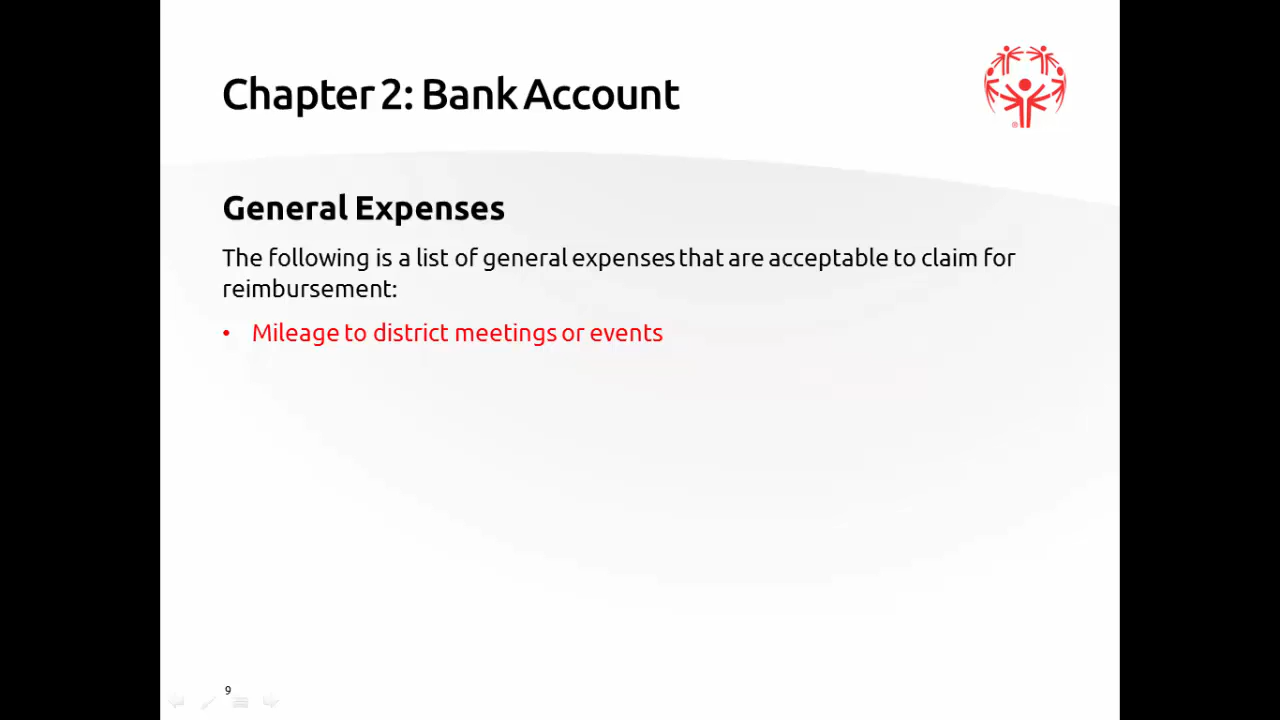 Chapter 2: Bank Account
General Expenses
The following is a list of general expenses that are acceptable to claim for
reimbursement:
• Mileage to district meetings or events
9
®